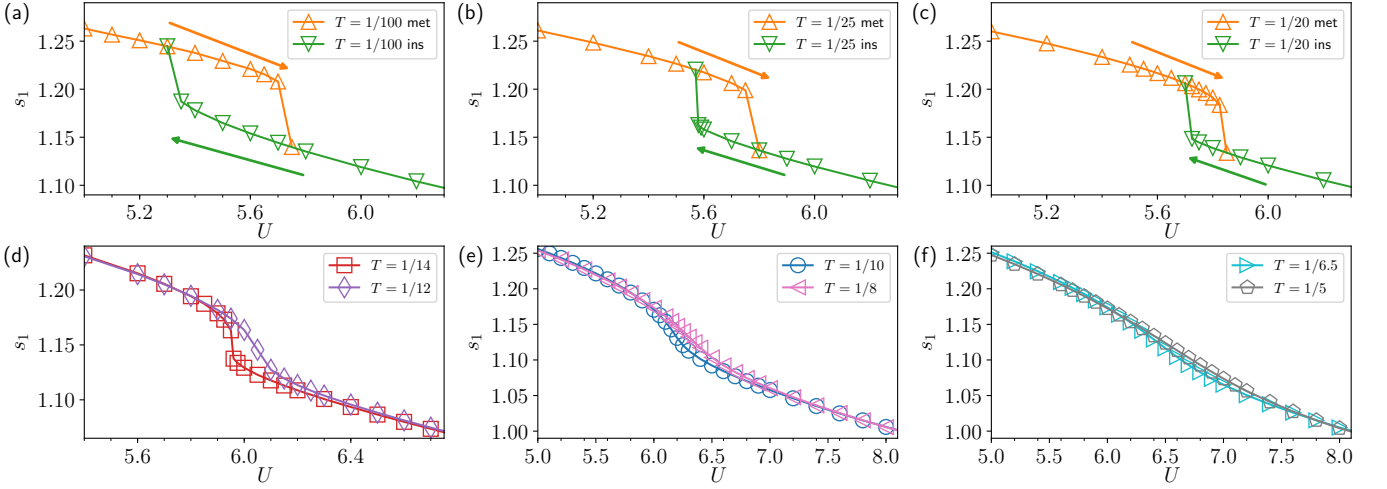 (a)
T = 1/100 met
T = 1/100 ins
1.25
1.20
1.15
1.10
s₁
5.2
5.6
6.0
U
(b)
T = 1/25 met
T = 1/25 ins
1.25
1.20
1.15
1.10
s₁
5.2
5.6
6.0
U
(c)
T = 1/20 met
T = 1/20 ins
1.25
1.20
1.15
1.10
s₁
5.2
5.6
6.0
U
(d)
T = 1/14
T = 1/12
1.20
1.15
1.10
s₁
5.6
6.0
6.4
U
(e)
T = 1/10
T = 1/8
1.25
1.20
1.15
1.10
1.05
1.00
s₁
5.0
5.5
6.0
6.5
7.0
7.5
8.0
U
(f)
T = 1/6.5
T = 1/5
1.25
1.20
1.15
1.10
1.05
1.00
s₁
5.0
5.5
6.0
6.5
7.0
7.5
8.0
U